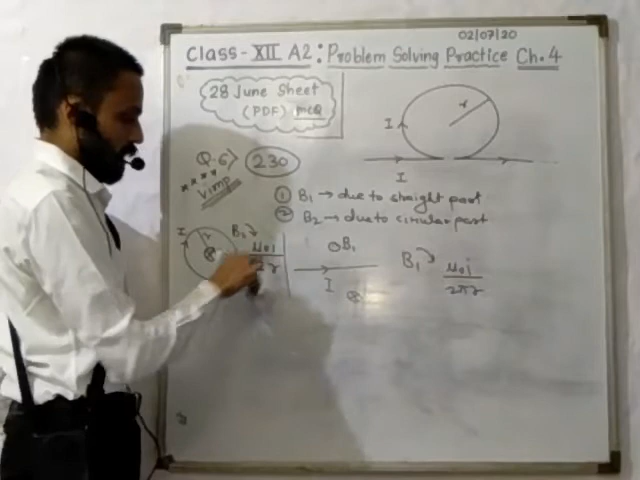 02/07/20
Class-XII A2: Problem Solving Practice Ch.4
28 June Sheet
(PDF) MCQ
r
I
I
Q.6> 230
****
Vimp
① B₁ → due to straight part
② B₂ → due to circular part
I r B₂ μ₀i
2r
⊙B₁
I
⊗
B₁ μ₀i
2πr